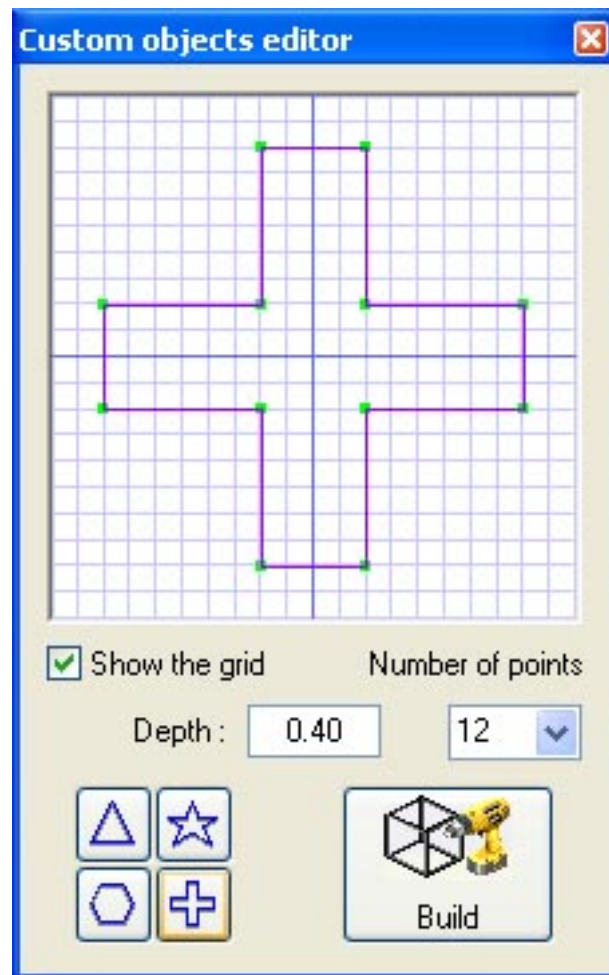 Custom objects editor
Show the grid
Number of points
Depth :
0.40
12
Build